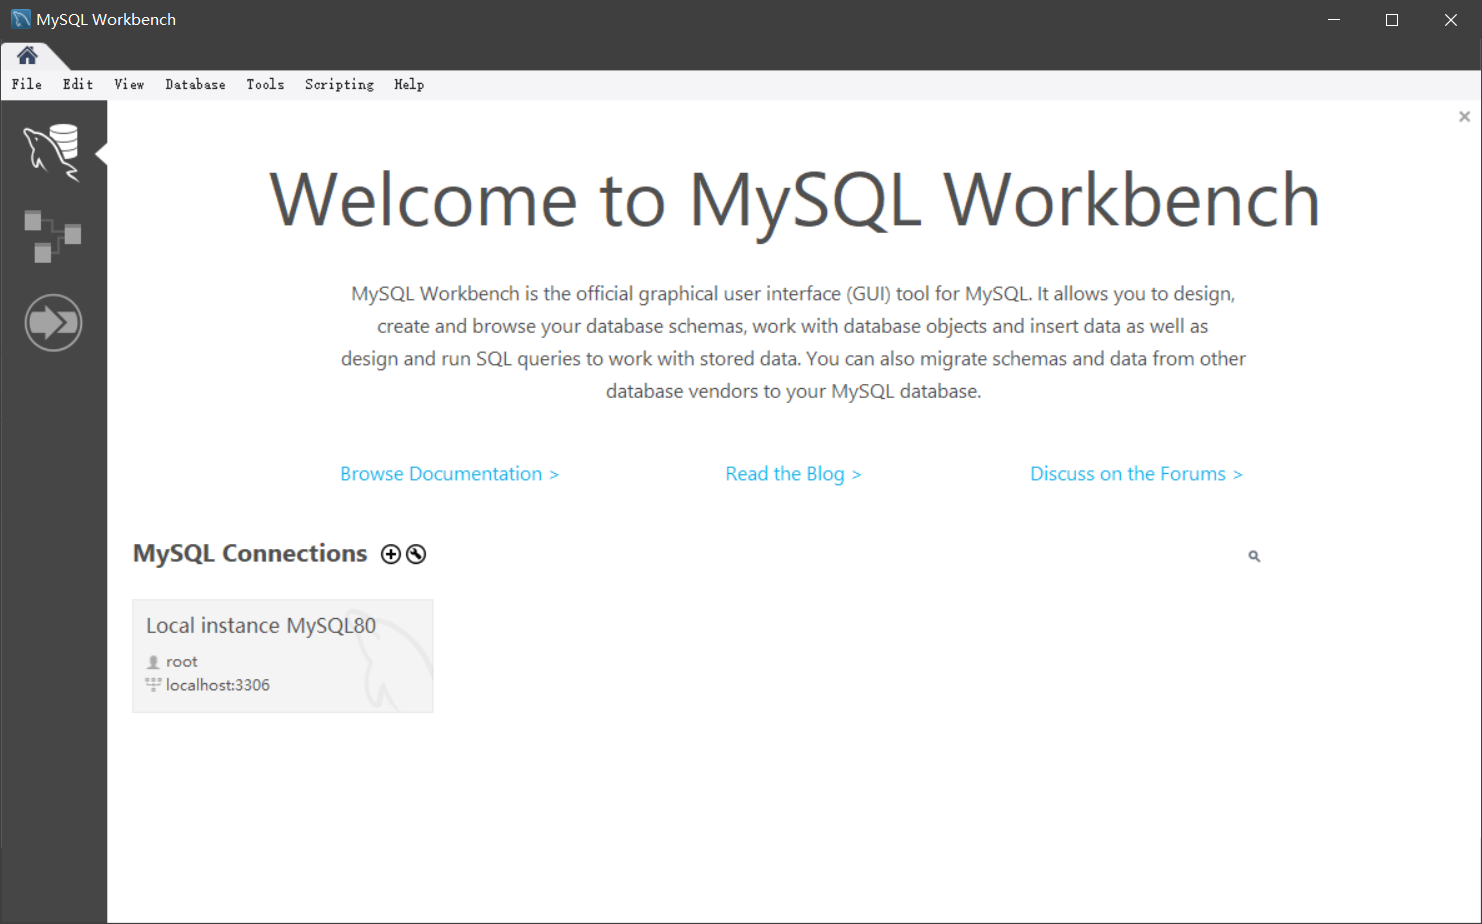 MySQL Workbench
File Edit View Database Tools Scripting Help
Welcome to MySQL Workbench
MySQL Workbench is the official graphical user interface (GUI) tool for MySQL. It allows you to design,
create and browse your database schemas, work with database objects and insert data as well as
design and run SQL queries to work with stored data. You can also migrate schemas and data from other
database vendors to your MySQL database.
Browse Documentation > Read the Blog > Discuss on the Forums >
MySQL Connections
Local instance MySQL80
root
localhost:3306